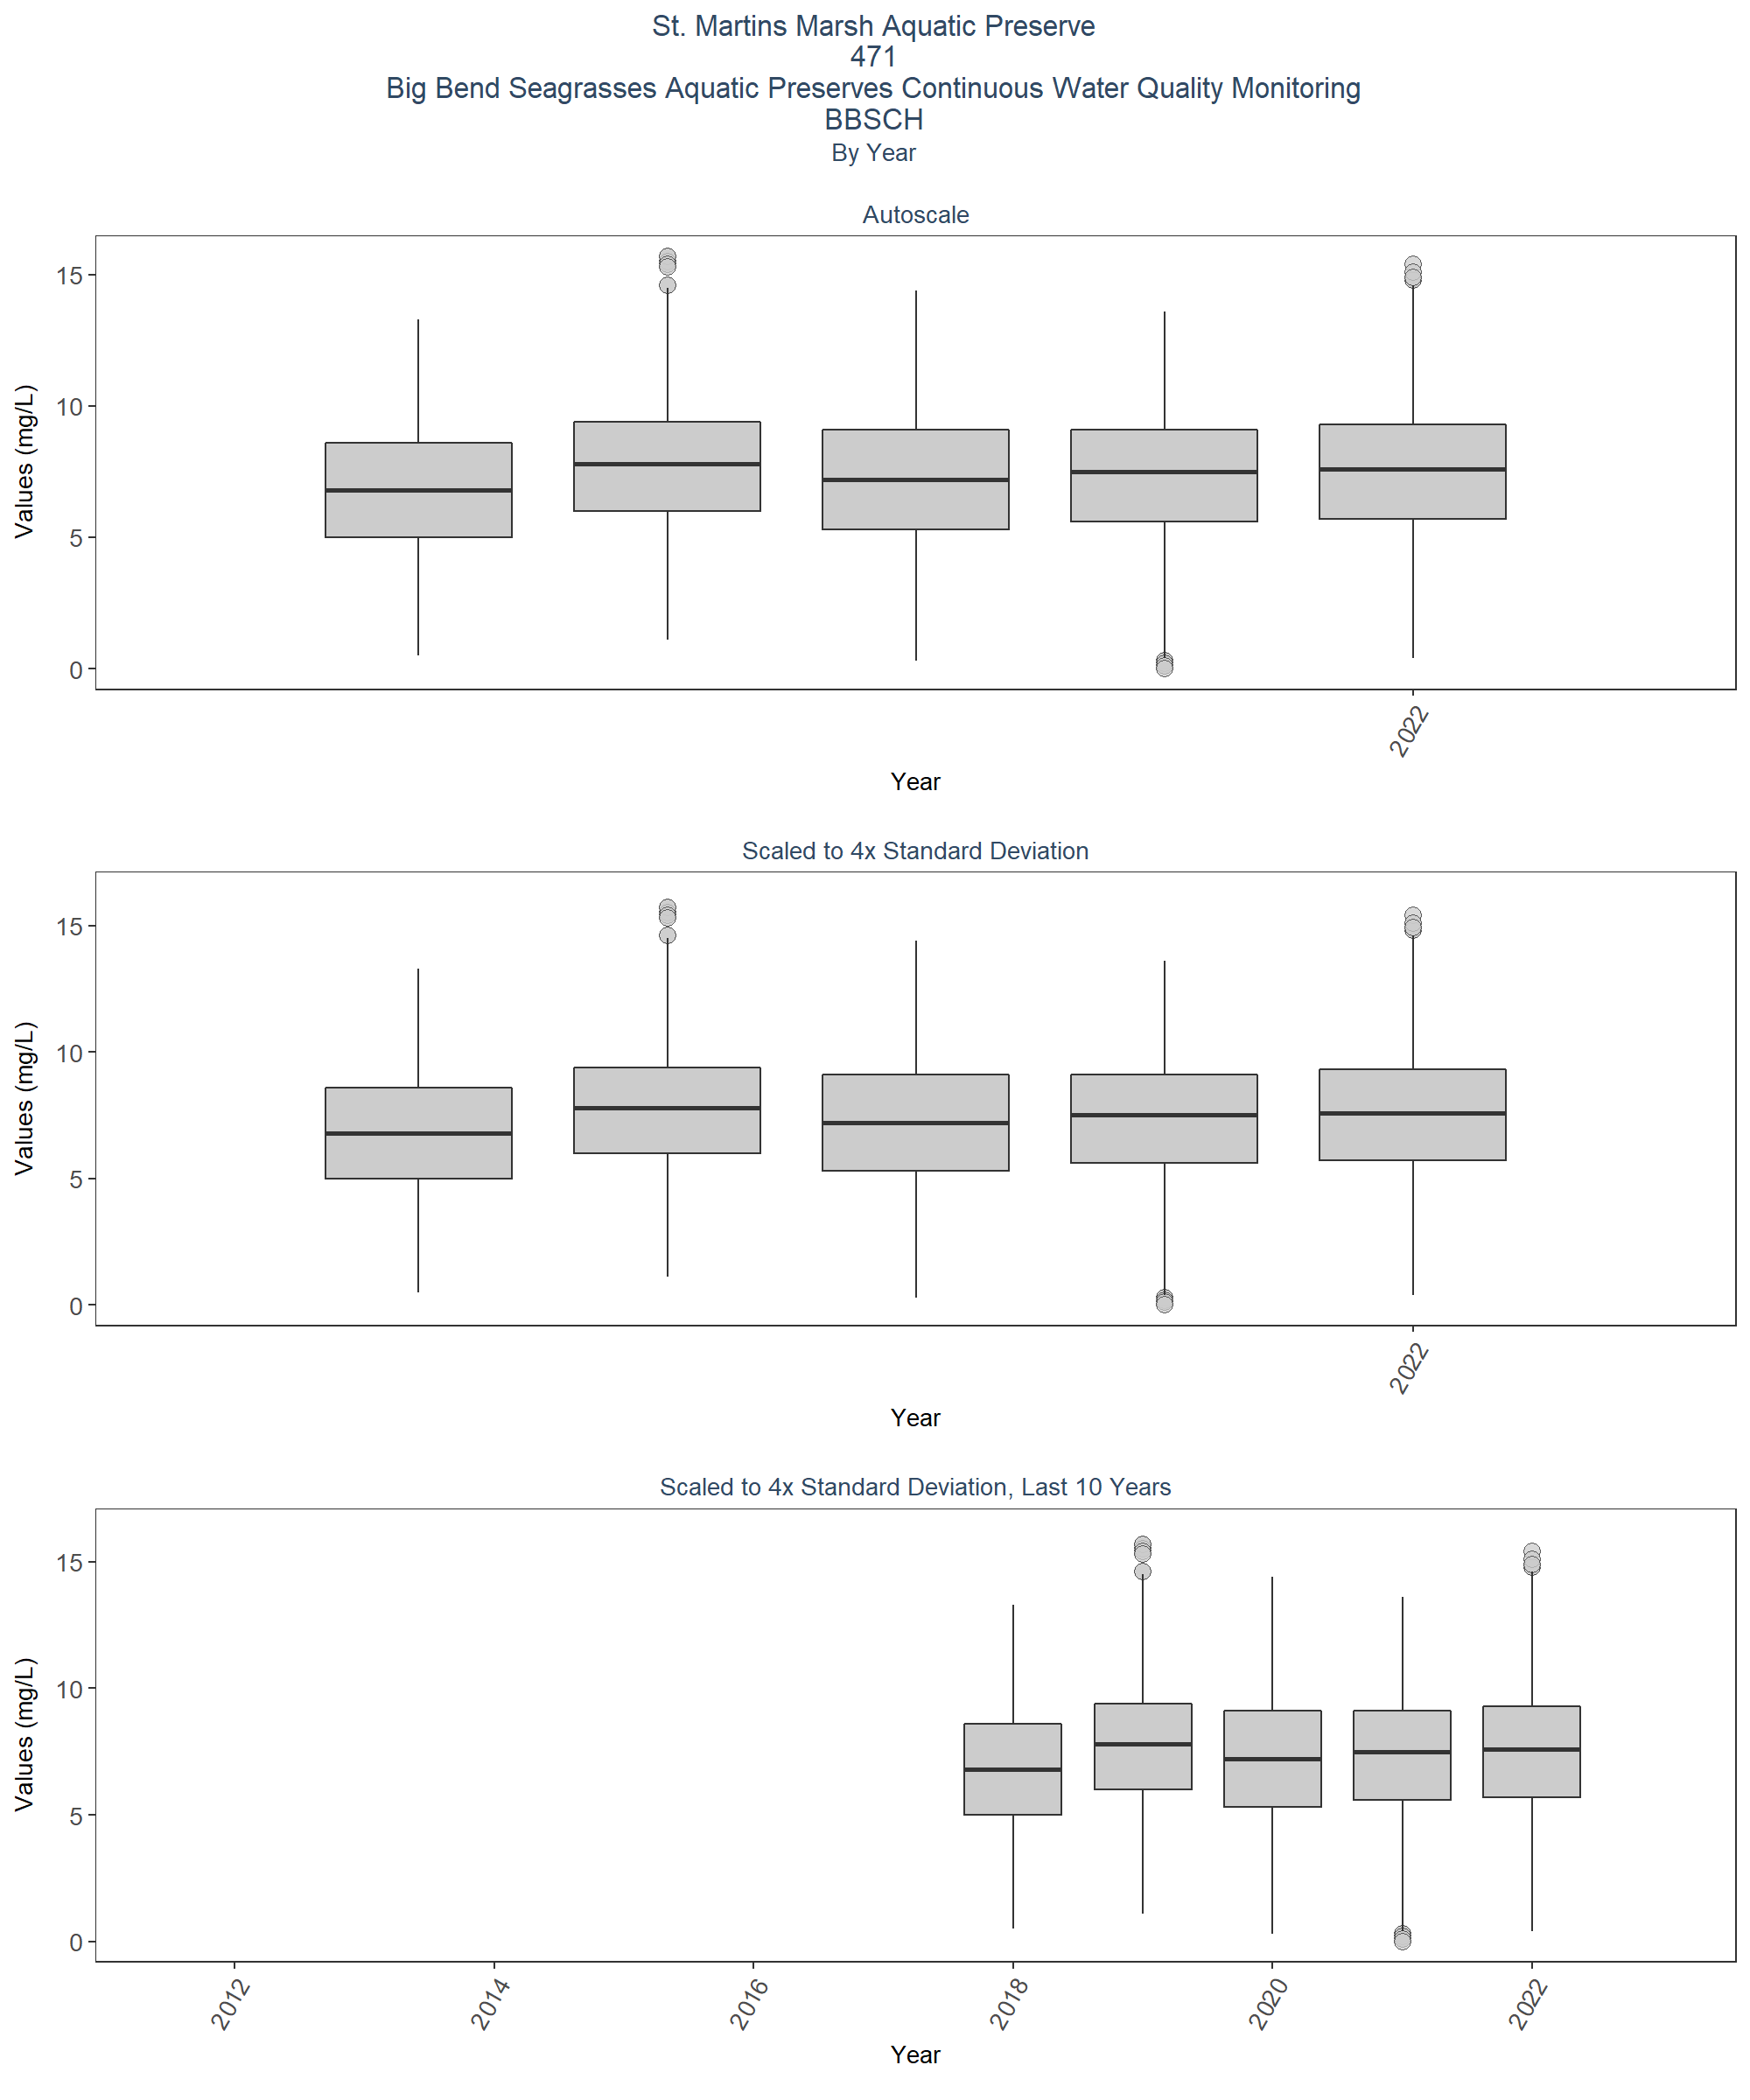 St. Martins Marsh Aquatic Preserve
471
Big Bend Seagrasses Aquatic Preserves Continuous Water Quality Monitoring
BBSCH
By Year
Autoscale
Values (mg/L)
15
10
5
0
2022
Year
Scaled to 4x Standard Deviation
Values (mg/L)
15
10
5
0
2022
Year
Scaled to 4x Standard Deviation, Last 10 Years
Values (mg/L)
15
10
5
0
2012 2014 2016 2018 2020 2022
Year